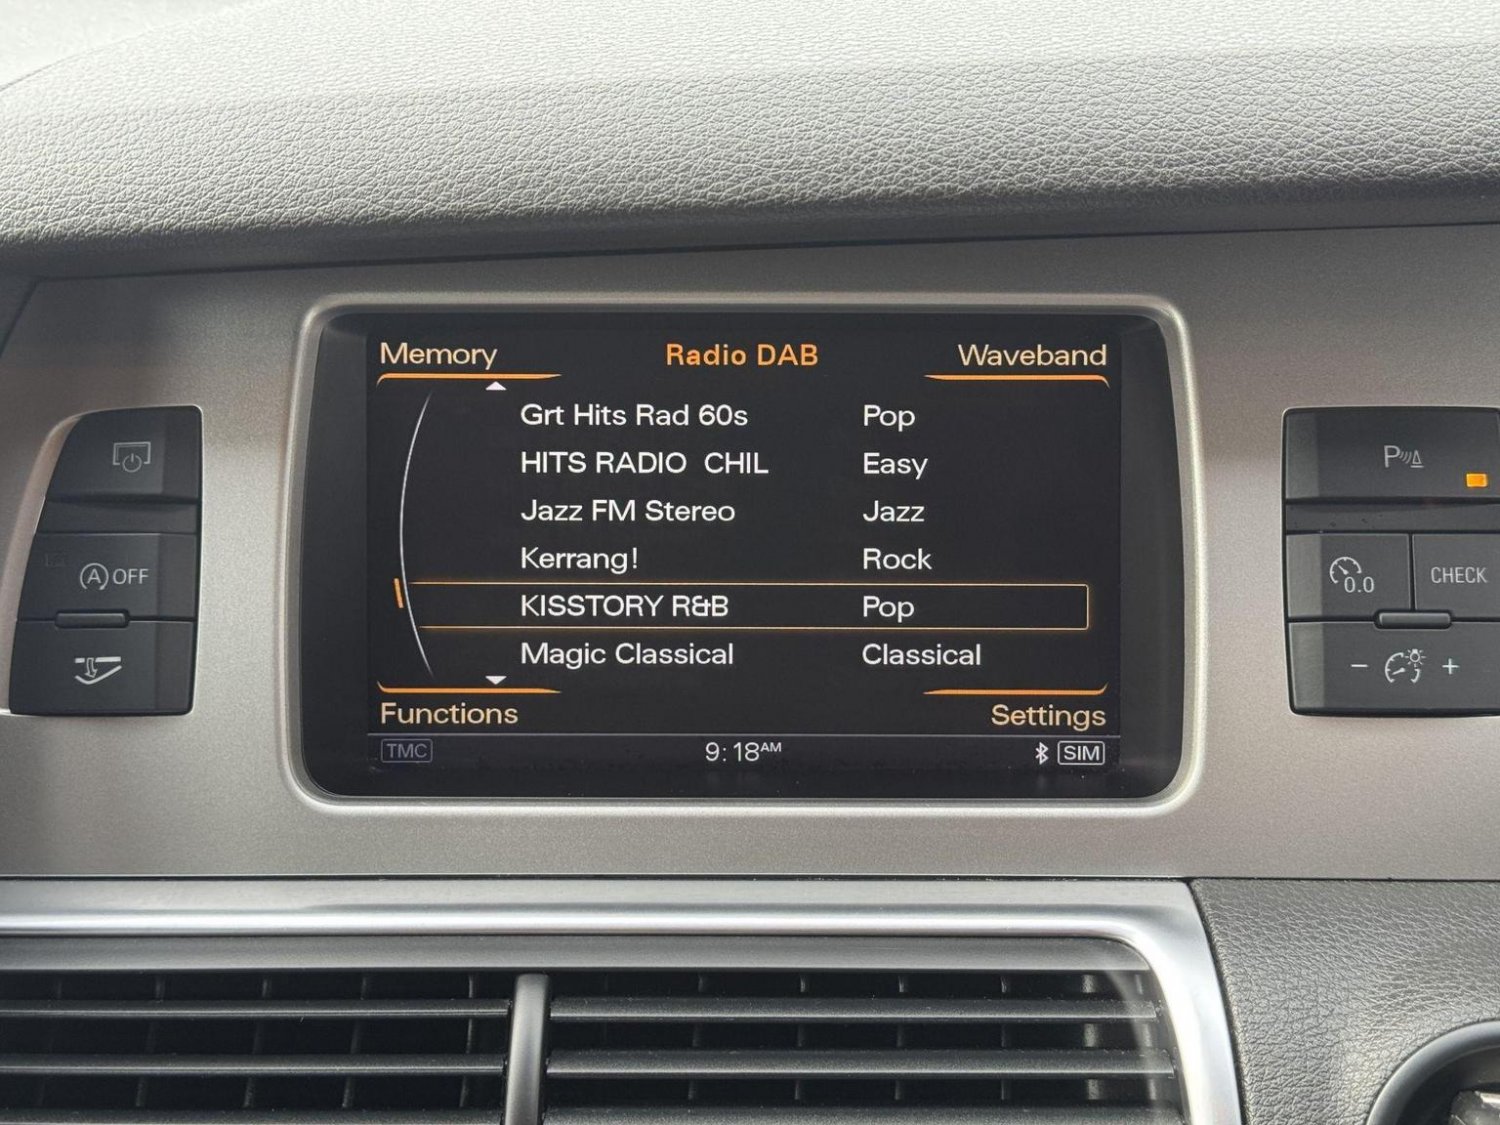 Memory Radio DAB Waveband
Grt Hits Rad 60s Pop
HITS RADIO  CHIL Easy
Jazz FM Stereo Jazz
Kerrang! Rock
KISSTORY R&B Pop
Magic Classical Classical
Functions Settings
TMC 9:18AM SIM
A OFF
P
0.0 CHECK
- +